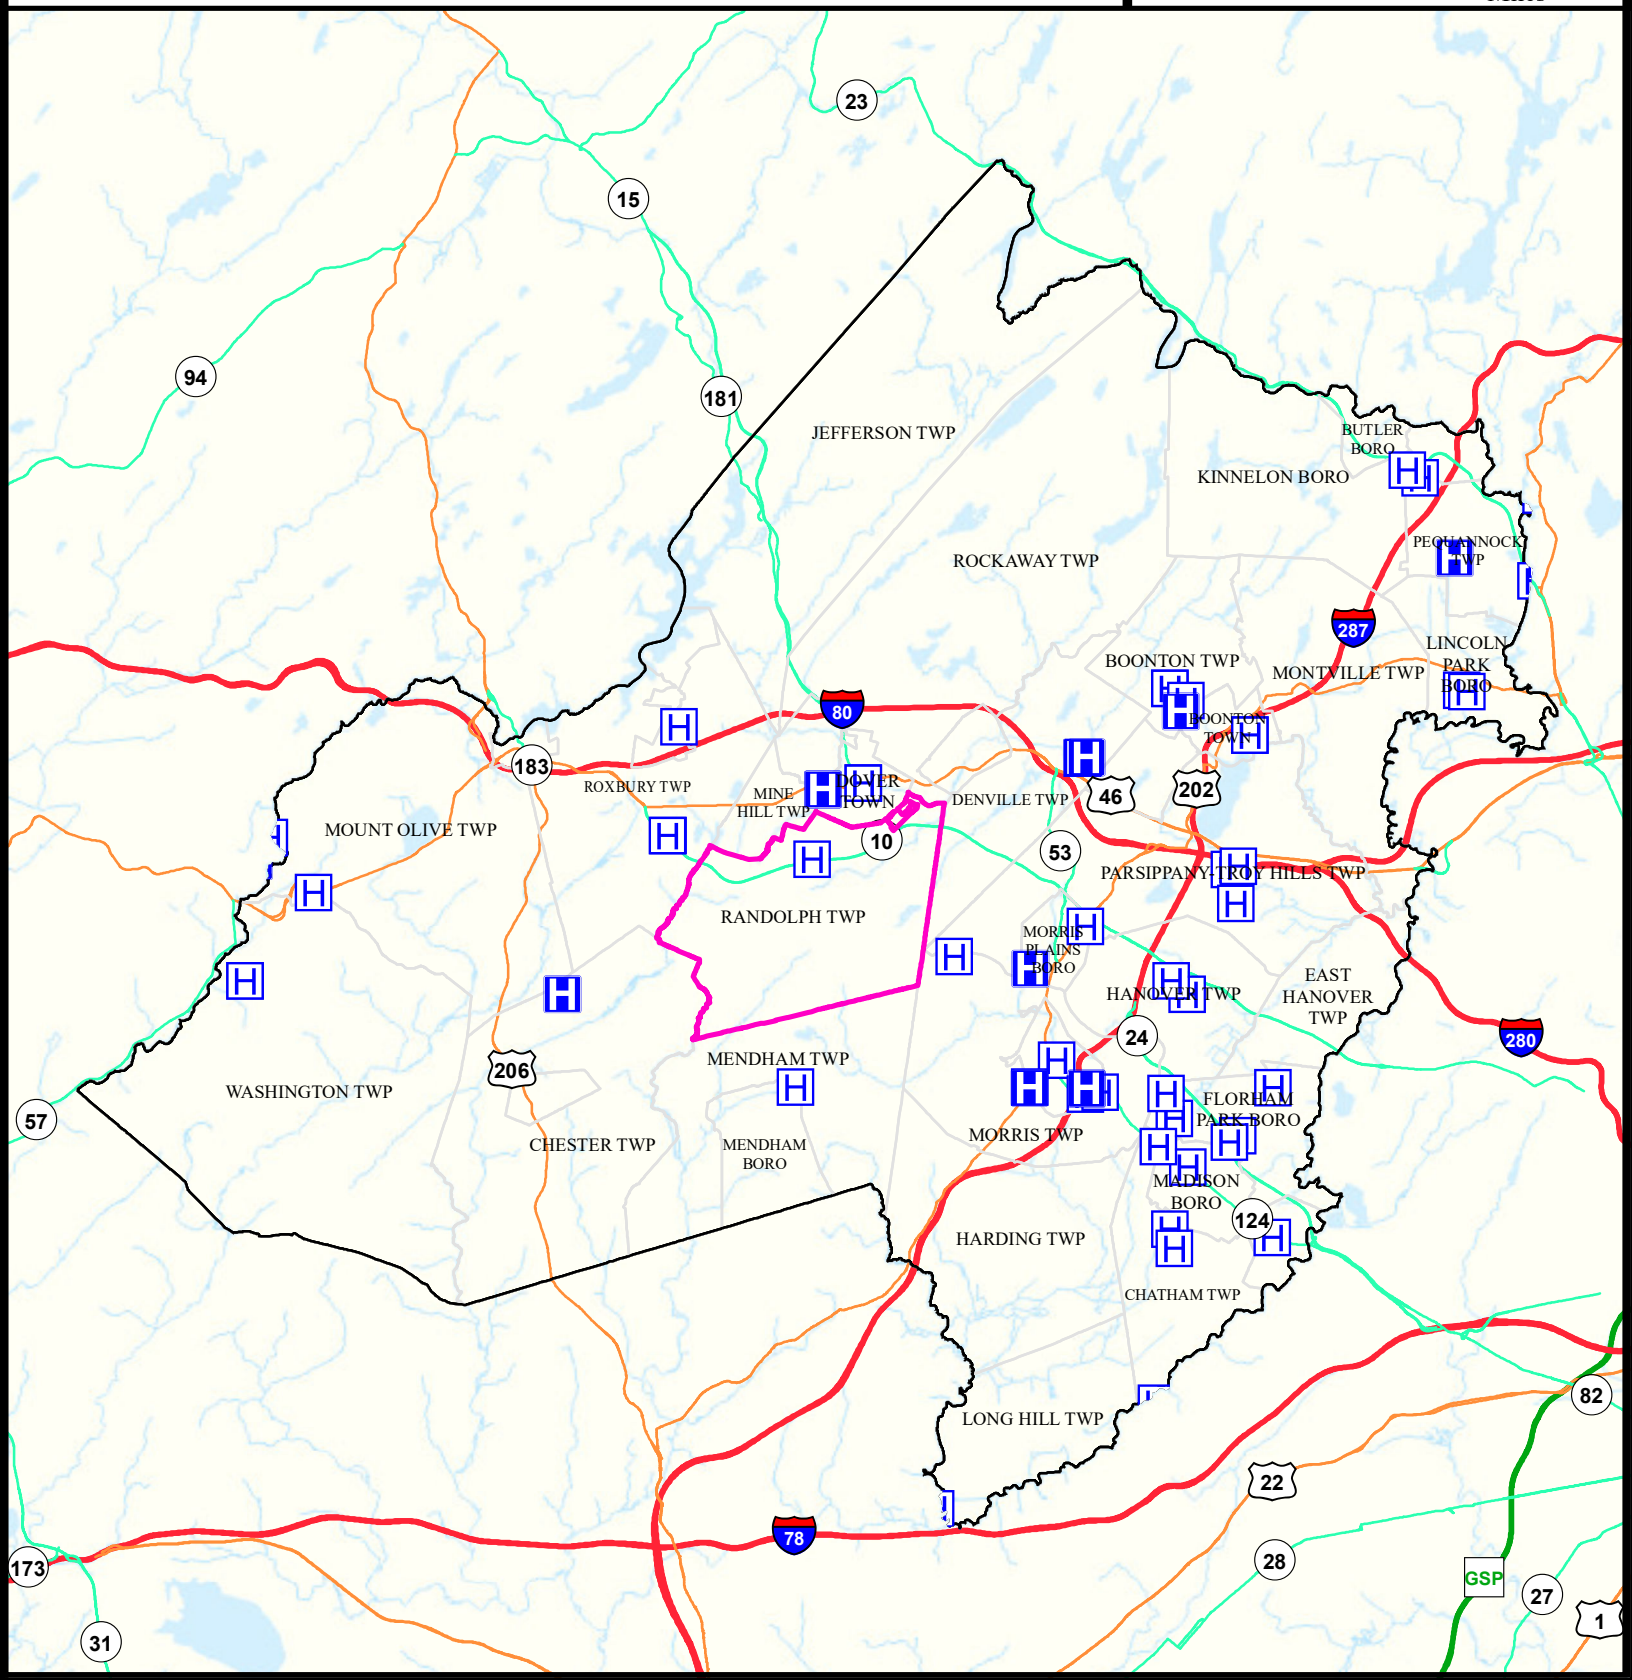 23
15
94
181
JEFFERSON TWP
BUTLER
BORO
KINNELON BORO
H
H
ROCKAWAY TWP
PEQUANNOCK
TWP
H
287
LINCOLN
PARK
BORO
H
BOONTON TWP
MONTVILLE TWP
H
H
H
BOONTON
TOWN
H
80
H
183
ROXBURY TWP
MINE
HILL TWP
H
H
DOVER
TOWN
DENVILLE TWP
H
46
202
MOUNT OLIVE TWP
H
10
53
H
H
PARSIPPANY-TROY HILLS TWP
H
H
H
RANDOLPH TWP
H
MORRIS
PLAINS
BORO
H
H
H
H
HANOVER TWP
H
H
EAST
HANOVER
TWP
24
280
206
MENDHAM TWP
H
H
H
H
H
H
H
WASHINGTON TWP
FLORHAM
PARK BORO
57
H
H
H
CHESTER TWP
MENDHAM
BORO
MORRIS TWP
H
MADISON
BORO
124
H
HARDING TWP
H
H
CHATHAM TWP
LONG HILL TWP
82
22
78
28
173
GSP
27
1
31